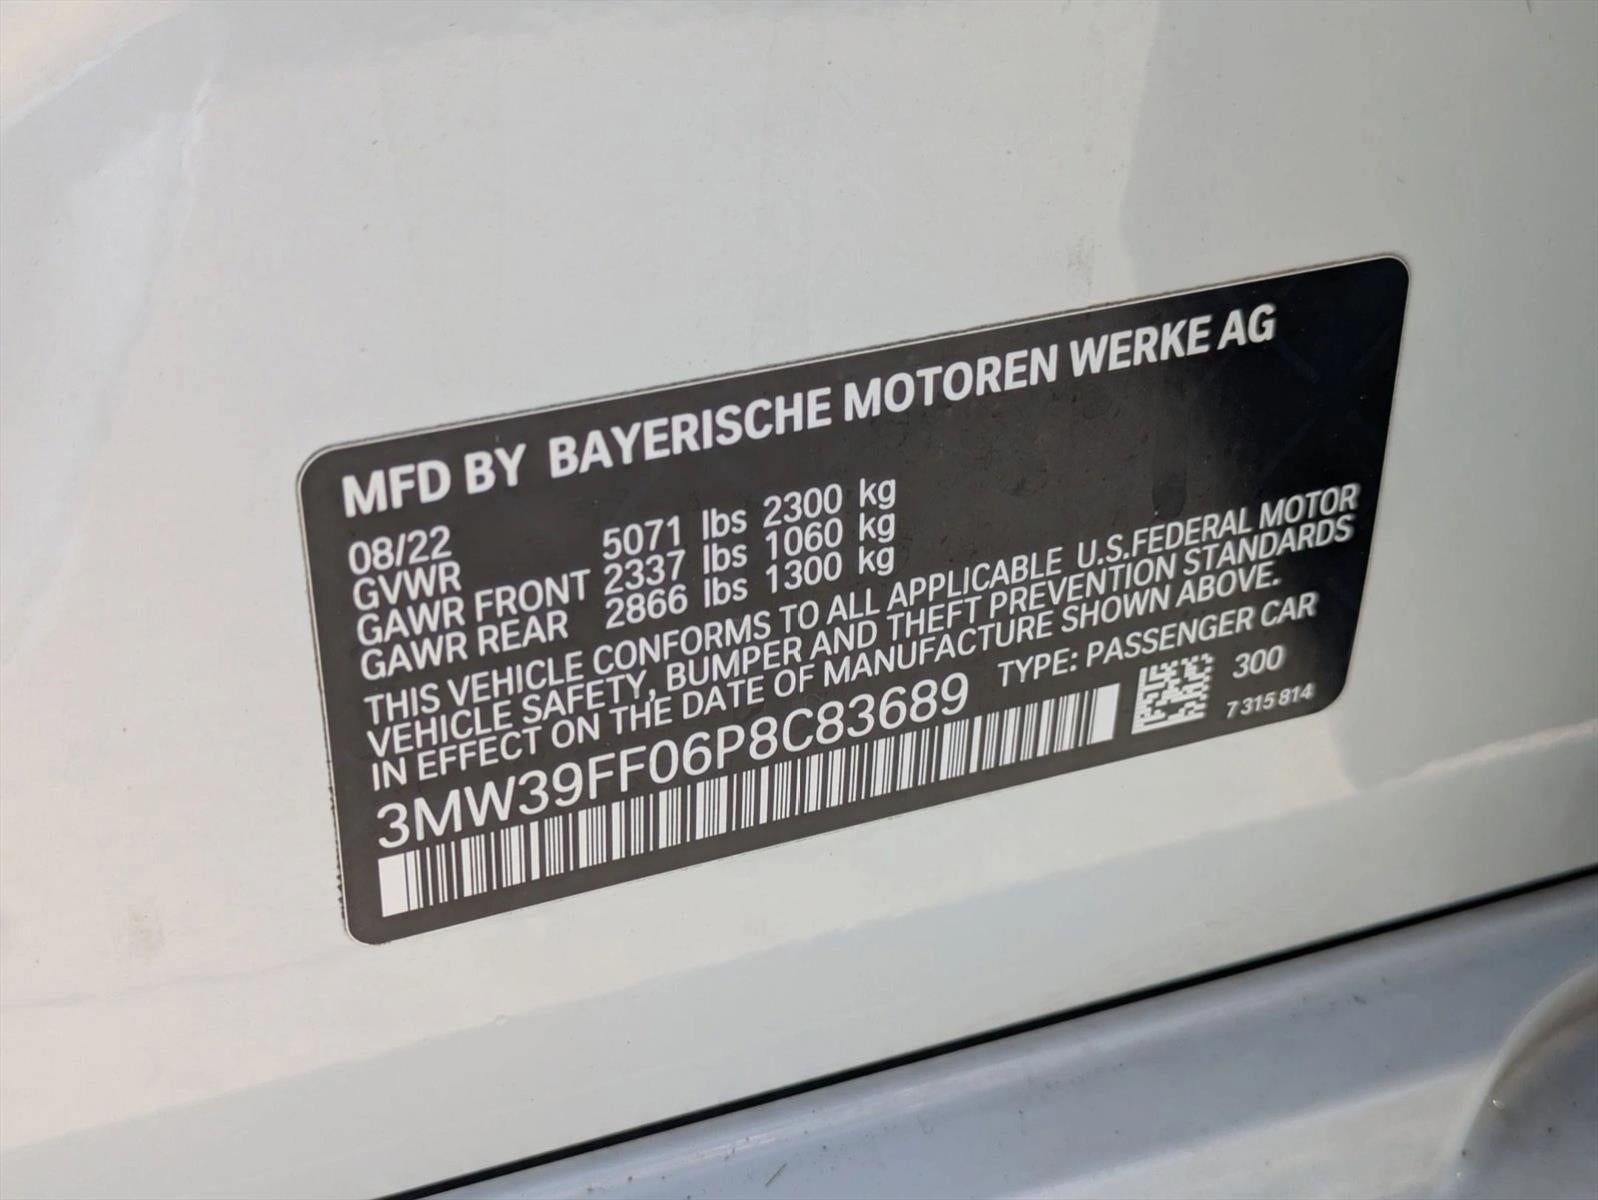 MFD BY BAYERISCHE MOTOREN WERKE AG
08/22
GVWR 5071 lbs 2300 kg
GAWR FRONT 2337 lbs 1060 kg
GAWR REAR 2866 lbs 1300 kg
THIS VEHICLE CONFORMS TO ALL APPLICABLE U.S.FEDERAL MOTOR
VEHICLE SAFETY, BUMPER AND THEFT PREVENTION STANDARDS
IN EFFECT ON THE DATE OF MANUFACTURE SHOWN ABOVE.
3MW39FF06P8C83689 TYPE: PASSENGER CAR
300
7 315 814